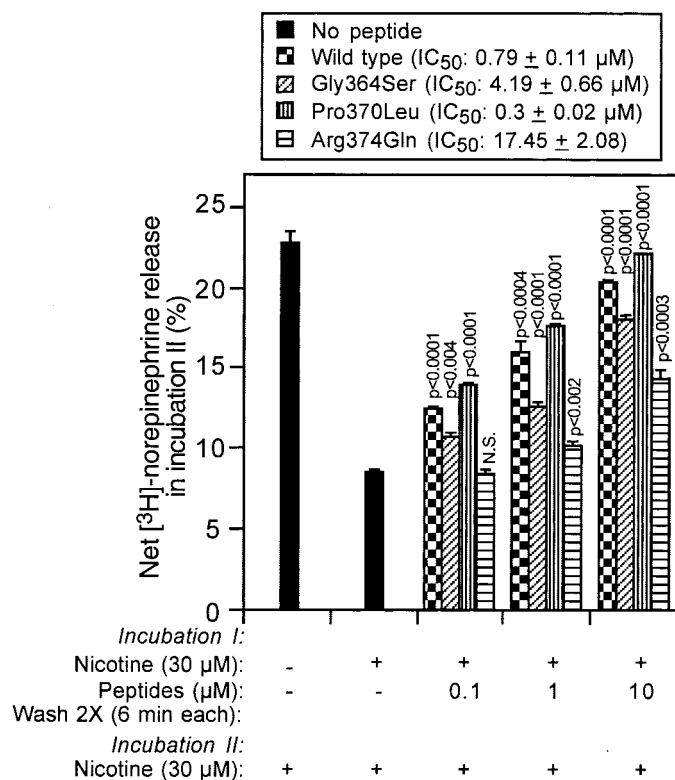 No peptide
Wild type (IC50: 0.79 ± 0.11 µM)
Gly364Ser (IC50: 4.19 ± 0.66 µM)
Pro370Leu (IC50: 0.3 ± 0.02 µM)
Arg374Gln (IC50: 17.45 ± 2.08)
Net [³H]-norepinephrine release
in incubation II (%)
25
20
15
10
5
0
p<0.0001
p<0.004
p<0.0001
N.S.
p<0.0004
p<0.0001
p<0.0001
p<0.002
p<0.0001
p<0.0001
p<0.0001
p<0.0003
Incubation I:
Nicotine (30 µM): - + + + +
Peptides (µM): - - 0.1 1 10
Wash 2X (6 min each):
Incubation II:
Nicotine (30 µM): + + + + +